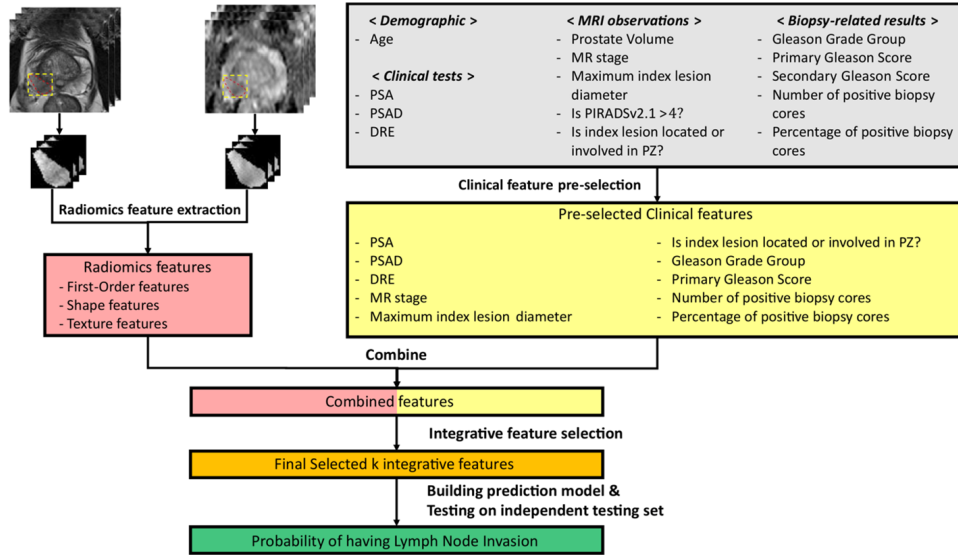 < Demographic >
- Age
< Clinical tests >
- PSA
- PSAD
- DRE
< MRI observations >
- Prostate Volume
- MR stage
- Maximum index lesion
diameter
- Is PIRADSv2.1 > 4?
- Is index lesion located or
involved in PZ?
< Biopsy-related results >
- Gleason Grade Group
- Primary Gleason Score
- Secondary Gleason Score
- Number of positive biopsy
cores
- Percentage of positive biopsy
cores
Clinical feature pre-selection
Radiomics feature extraction
Pre-selected Clinical features
- PSA
- PSAD
- DRE
- MR stage
- Maximum index lesion diameter
- Is index lesion located or involved in PZ?
- Gleason Grade Group
- Primary Gleason Score
- Number of positive biopsy cores
- Percentage of positive biopsy cores
Radiomics features
- First-Order features
- Shape features
- Texture features
Combine
Combined features
Integrative feature selection
Final Selected k integrative features
Building prediction model &
Testing on independent testing set
Probability of having Lymph Node Invasion